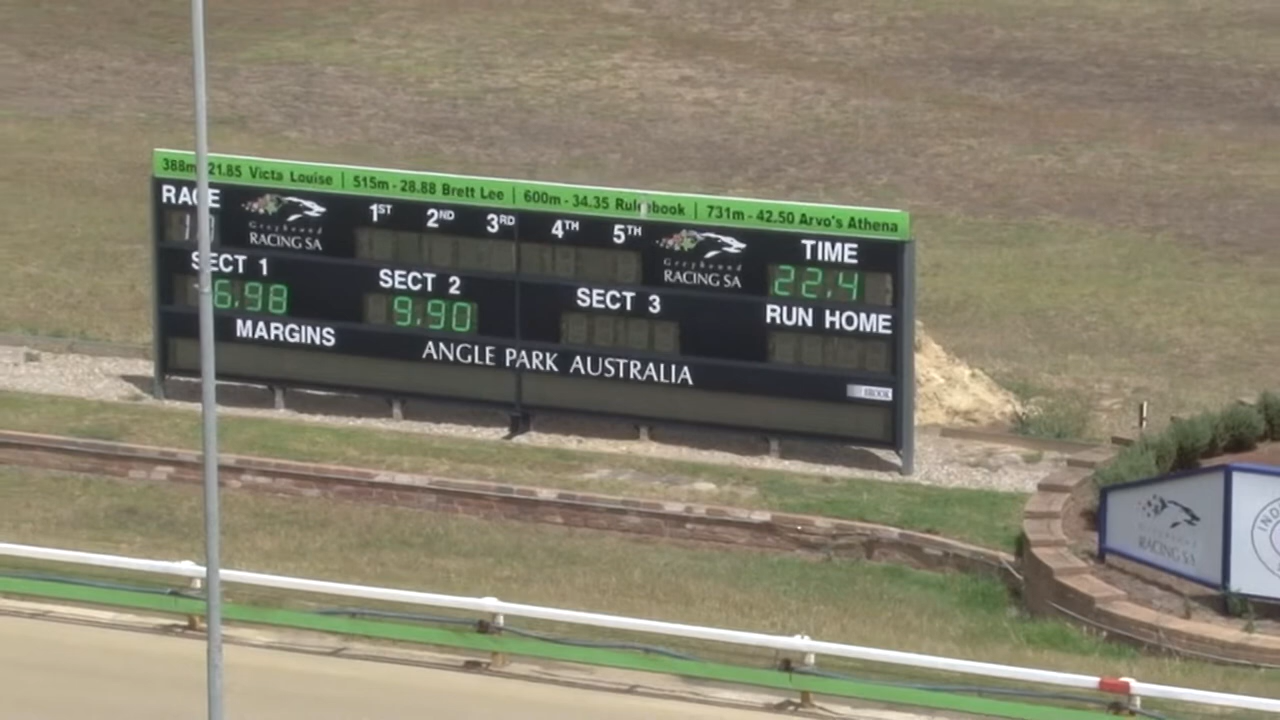 388m 21.85 Victa Louise | 515m - 28.88 Brett Lee | 600m - 34.35 | 731m - 42.50 Arvo's Athena
RACE
Greyhound
RACING SA
1ST 2ND 3RD 4TH 5TH
Greyhound
RACING SA
TIME
22.4
SECT 1
6.98
SECT 2
9.90
SECT 3
RUN HOME
MARGINS
ANGLE PARK AUSTRALIA
RACING SA
IND